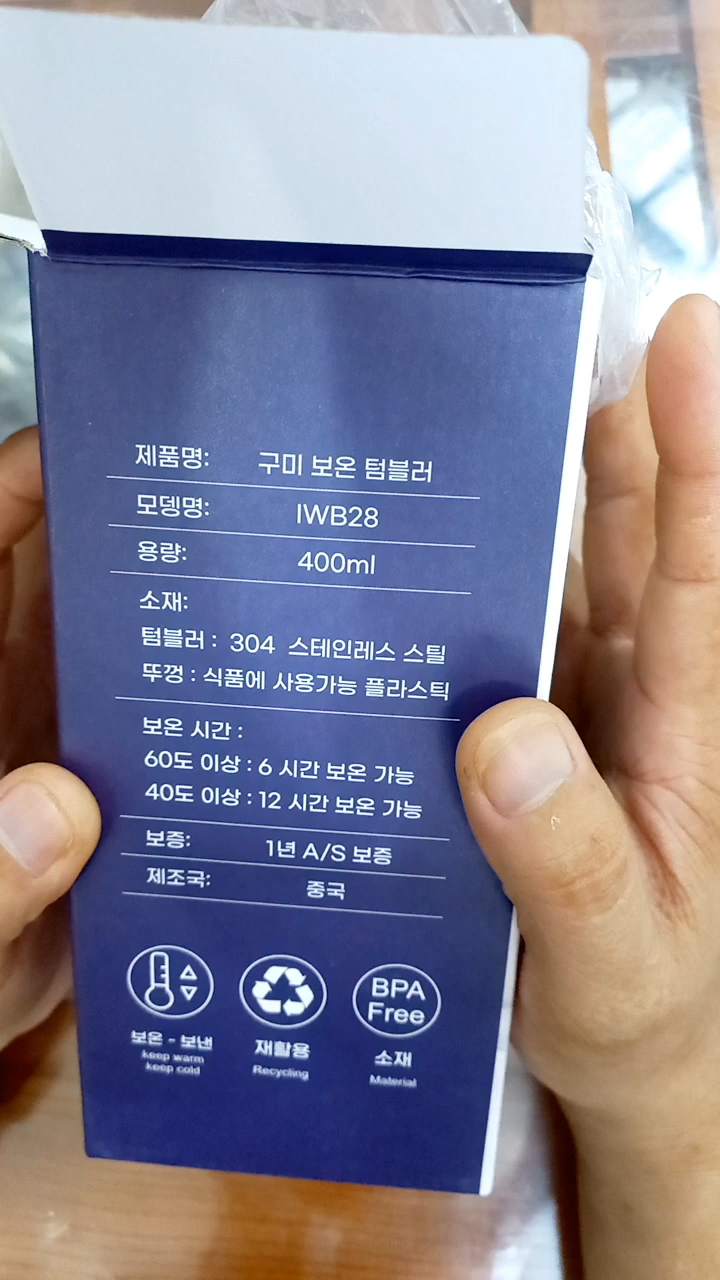 제품명: 구미 보온 텀블러
모뎅명: IWB28
용량: 400ml
소재:
텀블러 : 304 스테인레스 스틸
뚜껑 : 식품에 사용가능 플라스틱
보온 시간 :
60도 이상 : 6 시간 보온 가능
40도 이상 : 12 시간 보온 가능
보증: 1년 A/S 보증
제조국: 중국
보온 - 보낸
keep warm
keep cold
재활용
Recycling
BPA
Free
소재
Material